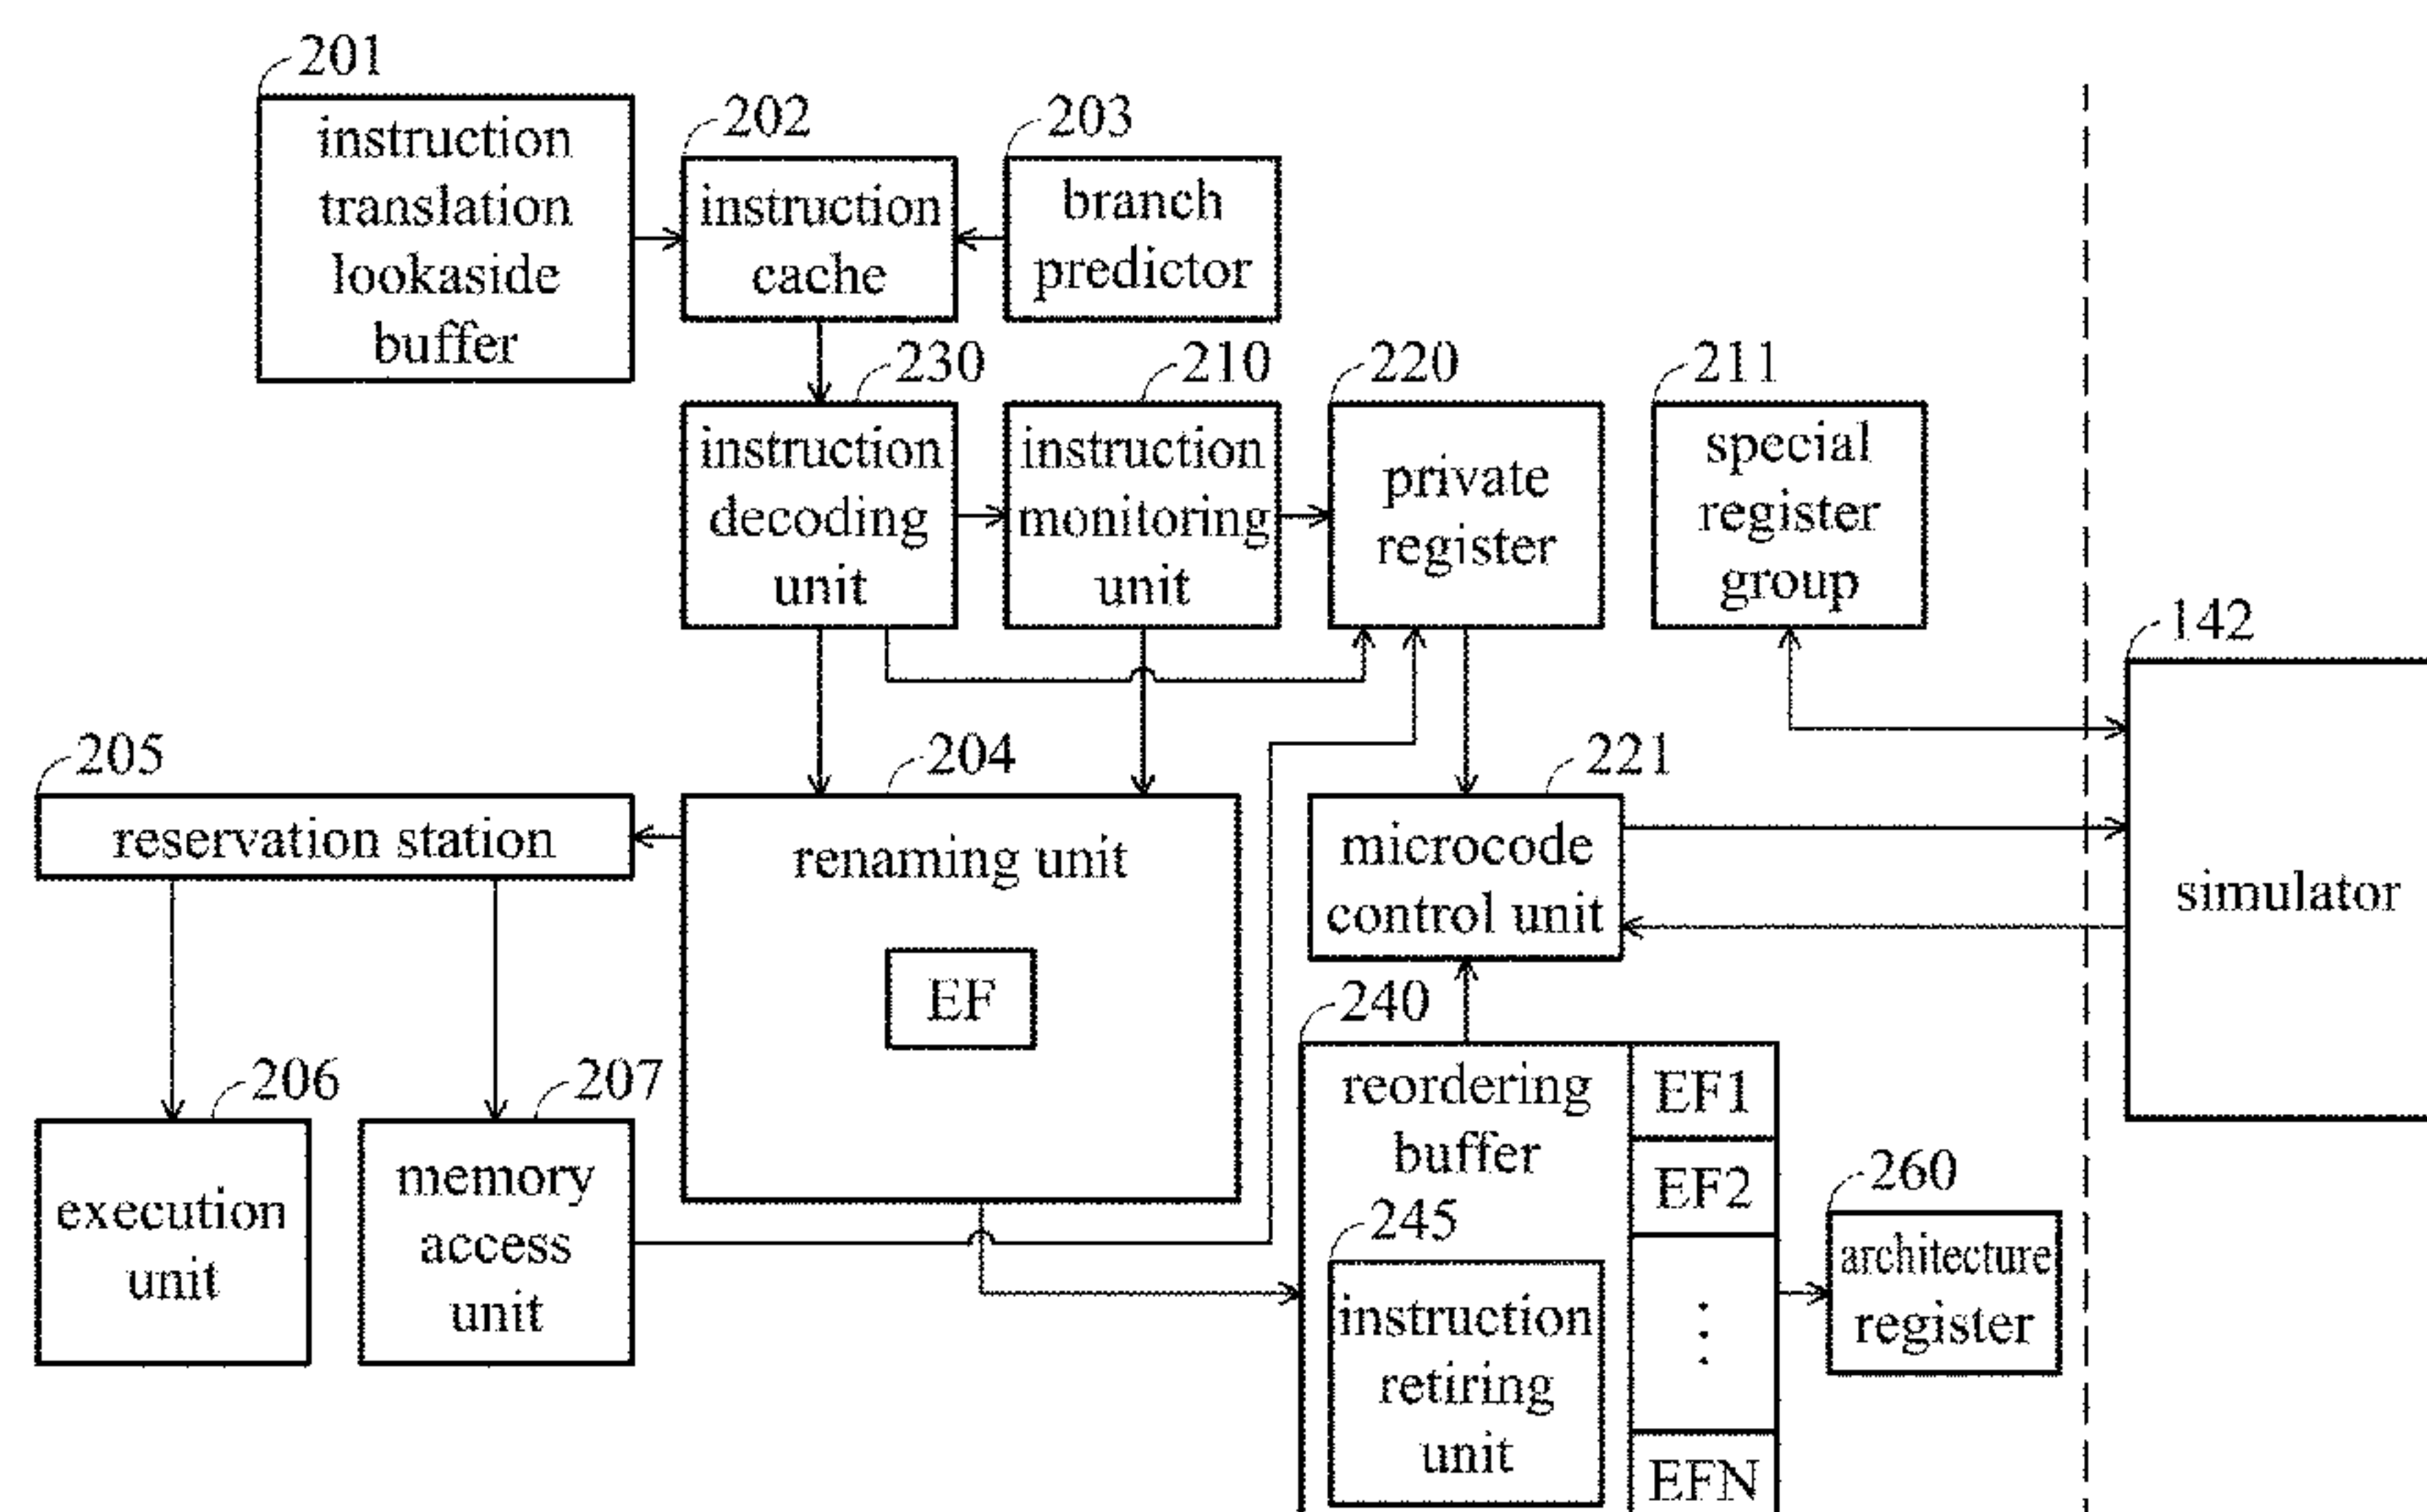 201
instruction
translation
lookaside
buffer
202
instruction
cache
203
branch
predictor
230
instruction
decoding
unit
210
instruction
monitoring
unit
220
private
register
211
special
register
group
142
simulator
205
reservation station
204
renaming unit
EF
221
microcode
control unit
206
execution
unit
207
memory
access
unit
240
reordering
buffer
EF1
EF2
⋮
EFN
245
instruction
retiring
unit
260
architecture
register